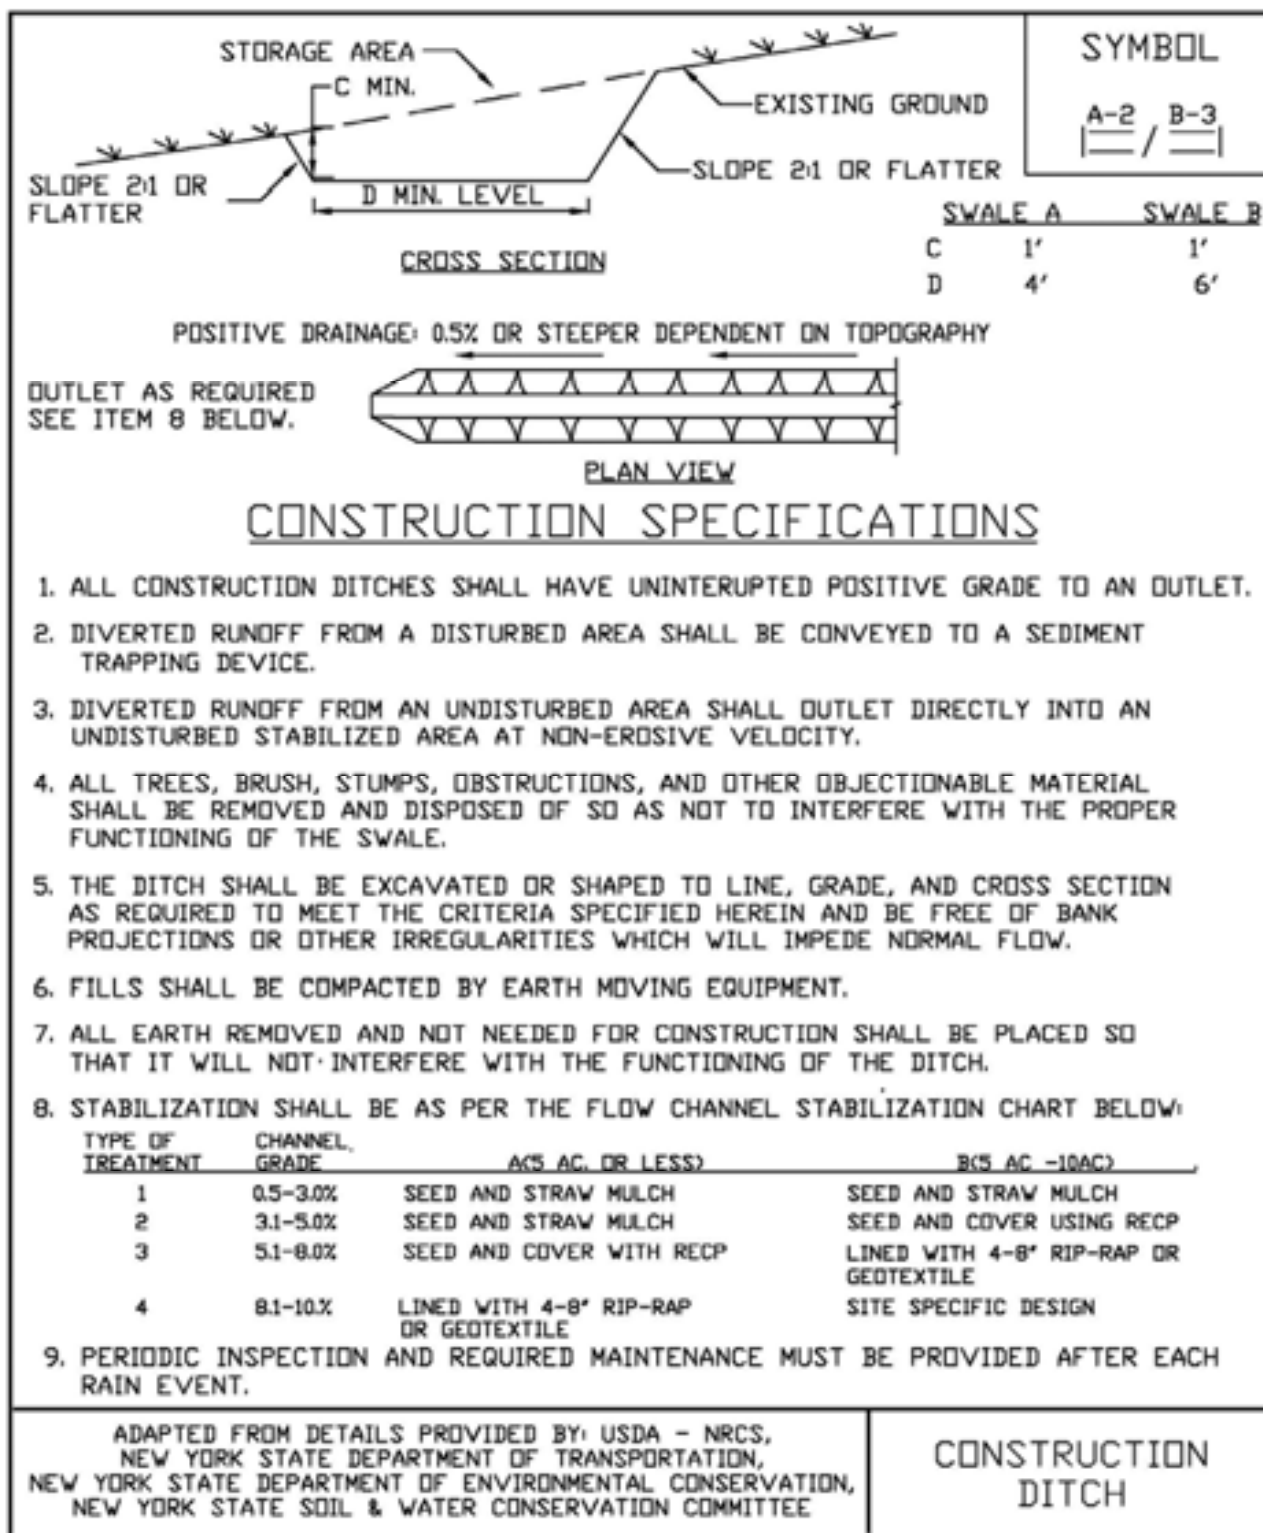 STORAGE AREA
C MIN.
EXISTING GROUND
SLOPE 2:1 OR
FLATTER
SLOPE 2:1 OR FLATTER
D MIN. LEVEL
CROSS SECTION
SYMBOL
A-2 / B-3
SWALE A SWALE B
C 1' 1'
D 4' 6'
POSITIVE DRAINAGE: 0.5% OR STEEPER DEPENDENT ON TOPOGRAPHY
OUTLET AS REQUIRED
SEE ITEM 8 BELOW.
PLAN VIEW
CONSTRUCTION SPECIFICATIONS
1. ALL CONSTRUCTION DITCHES SHALL HAVE UNINTERUPTED POSITIVE GRADE TO AN OUTLET.
2. DIVERTED RUNOFF FROM A DISTURBED AREA SHALL BE CONVEYED TO A SEDIMENT
TRAPPING DEVICE.
3. DIVERTED RUNOFF FROM AN UNDISTURBED AREA SHALL OUTLET DIRECTLY INTO AN
UNDISTURBED STABILIZED AREA AT NON-EROSIVE VELOCITY.
4. ALL TREES, BRUSH, STUMPS, OBSTRUCTIONS, AND OTHER OBJECTIONABLE MATERIAL
SHALL BE REMOVED AND DISPOSED OF SO AS NOT TO INTERFERE WITH THE PROPER
FUNCTIONING OF THE SWALE.
5. THE DITCH SHALL BE EXCAVATED OR SHAPED TO LINE, GRADE, AND CROSS SECTION
AS REQUIRED TO MEET THE CRITERIA SPECIFIED HEREIN AND BE FREE OF BANK
PROJECTIONS OR OTHER IRREGULARITIES WHICH WILL IMPEDE NORMAL FLOW.
6. FILLS SHALL BE COMPACTED BY EARTH MOVING EQUIPMENT.
7. ALL EARTH REMOVED AND NOT NEEDED FOR CONSTRUCTION SHALL BE PLACED SO
THAT IT WILL NOT INTERFERE WITH THE FUNCTIONING OF THE DITCH.
8. STABILIZATION SHALL BE AS PER THE FLOW CHANNEL STABILIZATION CHART BELOW:
TYPE OF CHANNEL
TREATMENT GRADE A(5 AC. OR LESS) B(5 AC -10AC)
1 0.5-3.0% SEED AND STRAW MULCH SEED AND STRAW MULCH
2 3.1-5.0% SEED AND STRAW MULCH SEED AND COVER USING RECP
3 5.1-8.0% SEED AND COVER WITH RECP LINED WITH 4-8" RIP-RAP OR
GEOTEXTILE
4 8.1-10.% LINED WITH 4-8" RIP-RAP SITE SPECIFIC DESIGN
OR GEOTEXTILE
9. PERIODIC INSPECTION AND REQUIRED MAINTENANCE MUST BE PROVIDED AFTER EACH
RAIN EVENT.
ADAPTED FROM DETAILS PROVIDED BY: USDA - NRCS,
NEW YORK STATE DEPARTMENT OF TRANSPORTATION,
NEW YORK STATE DEPARTMENT OF ENVIRONMENTAL CONSERVATION,
NEW YORK STATE SOIL & WATER CONSERVATION COMMITTEE
CONSTRUCTION
DITCH